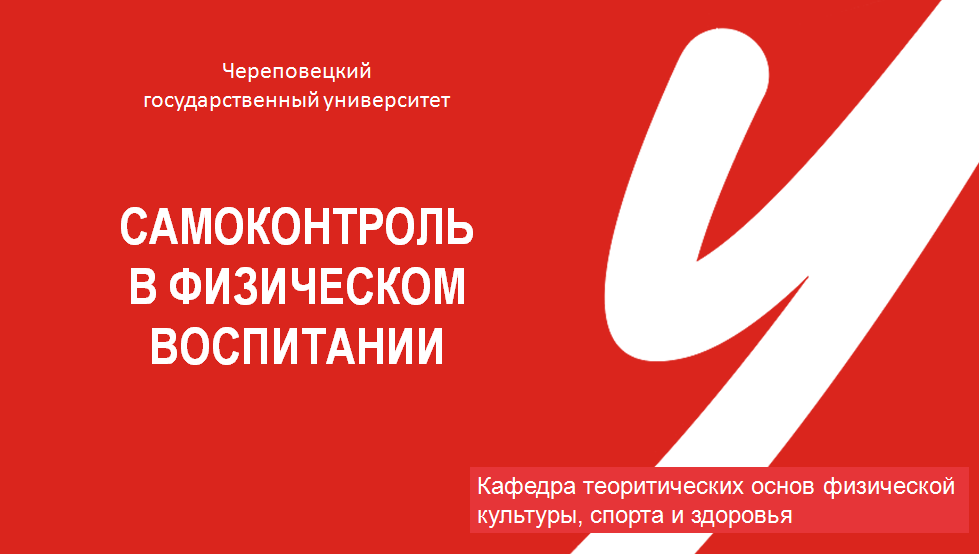 Череповецкий
государственный университет
САМОКОНТРОЛЬ
В ФИЗИЧЕСКОМ
ВОСПИТАНИИ
Кафедра теоритических основ физической
культуры, спорта и здоровья